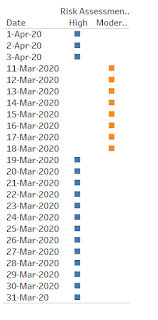 Risk Assessmen..
Date High Moder..
1-Apr-20
2-Apr-20
3-Apr-20
11-Mar-2020
12-Mar-2020
13-Mar-2020
14-Mar-2020
15-Mar-2020
16-Mar-2020
17-Mar-2020
18-Mar-2020
19-Mar-2020
20-Mar-2020
21-Mar-2020
22-Mar-2020
23-Mar-2020
24-Mar-2020
25-Mar-2020
26-Mar-2020
27-Mar-2020
28-Mar-2020
29-Mar-2020
30-Mar-2020
31-Mar-20